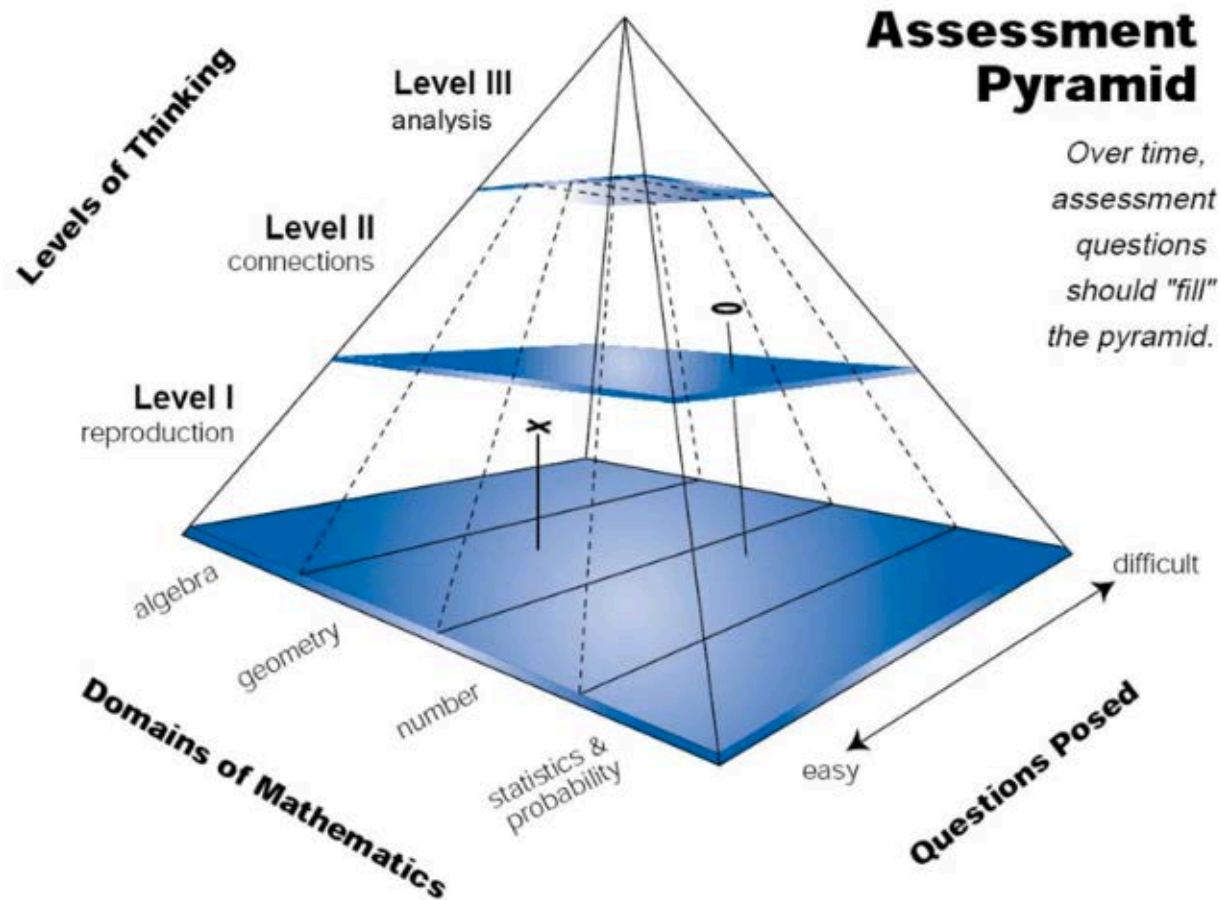 Assessment
Pyramid
Over time,
assessment
questions
should "fill"
the pyramid.
Levels of Thinking
Level III
analysis
Level II
connections
Level I
reproduction
algebra
geometry
number
statistics &
probability
Domains of Mathematics
difficult
easy
Questions Posed